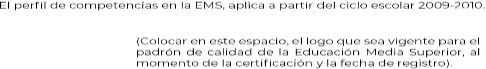 El perfil de competencias en la EMS, aplica a partir del ciclo escolar 2009-2010.
(Colocar en este espacio, el logo que sea vigente para el
padrón de calidad de la Educación Media Superior, al
momento de la certificación y la fecha de registro).